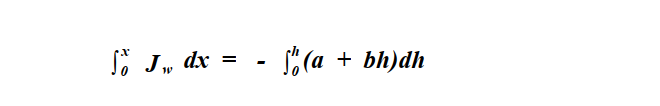 ∫₀ˣ J_w dx = - ∫₀ʰ(a + bh)dh